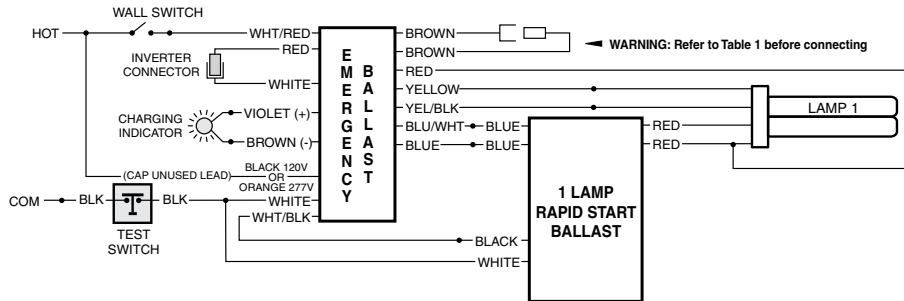 WALL SWITCH
HOT
WHT/RED
RED
INVERTER
CONNECTOR
WHITE
CHARGING
INDICATOR
VIOLET (+)
BROWN (-)
(CAP UNUSED LEAD)
BLACK 120V
OR
ORANGE 277V
COM
BLK
BLK
WHITE
WHT/BLK
TEST
SWITCH
EMERGENCY
BALLAST
BROWN
BROWN
WARNING: Refer to Table 1 before connecting
RED
YELLOW
YEL/BLK
BLU/WHT
BLUE
BLUE
BLUE
RED
RED
LAMP 1
1 LAMP
RAPID START
BALLAST
BLACK
WHITE